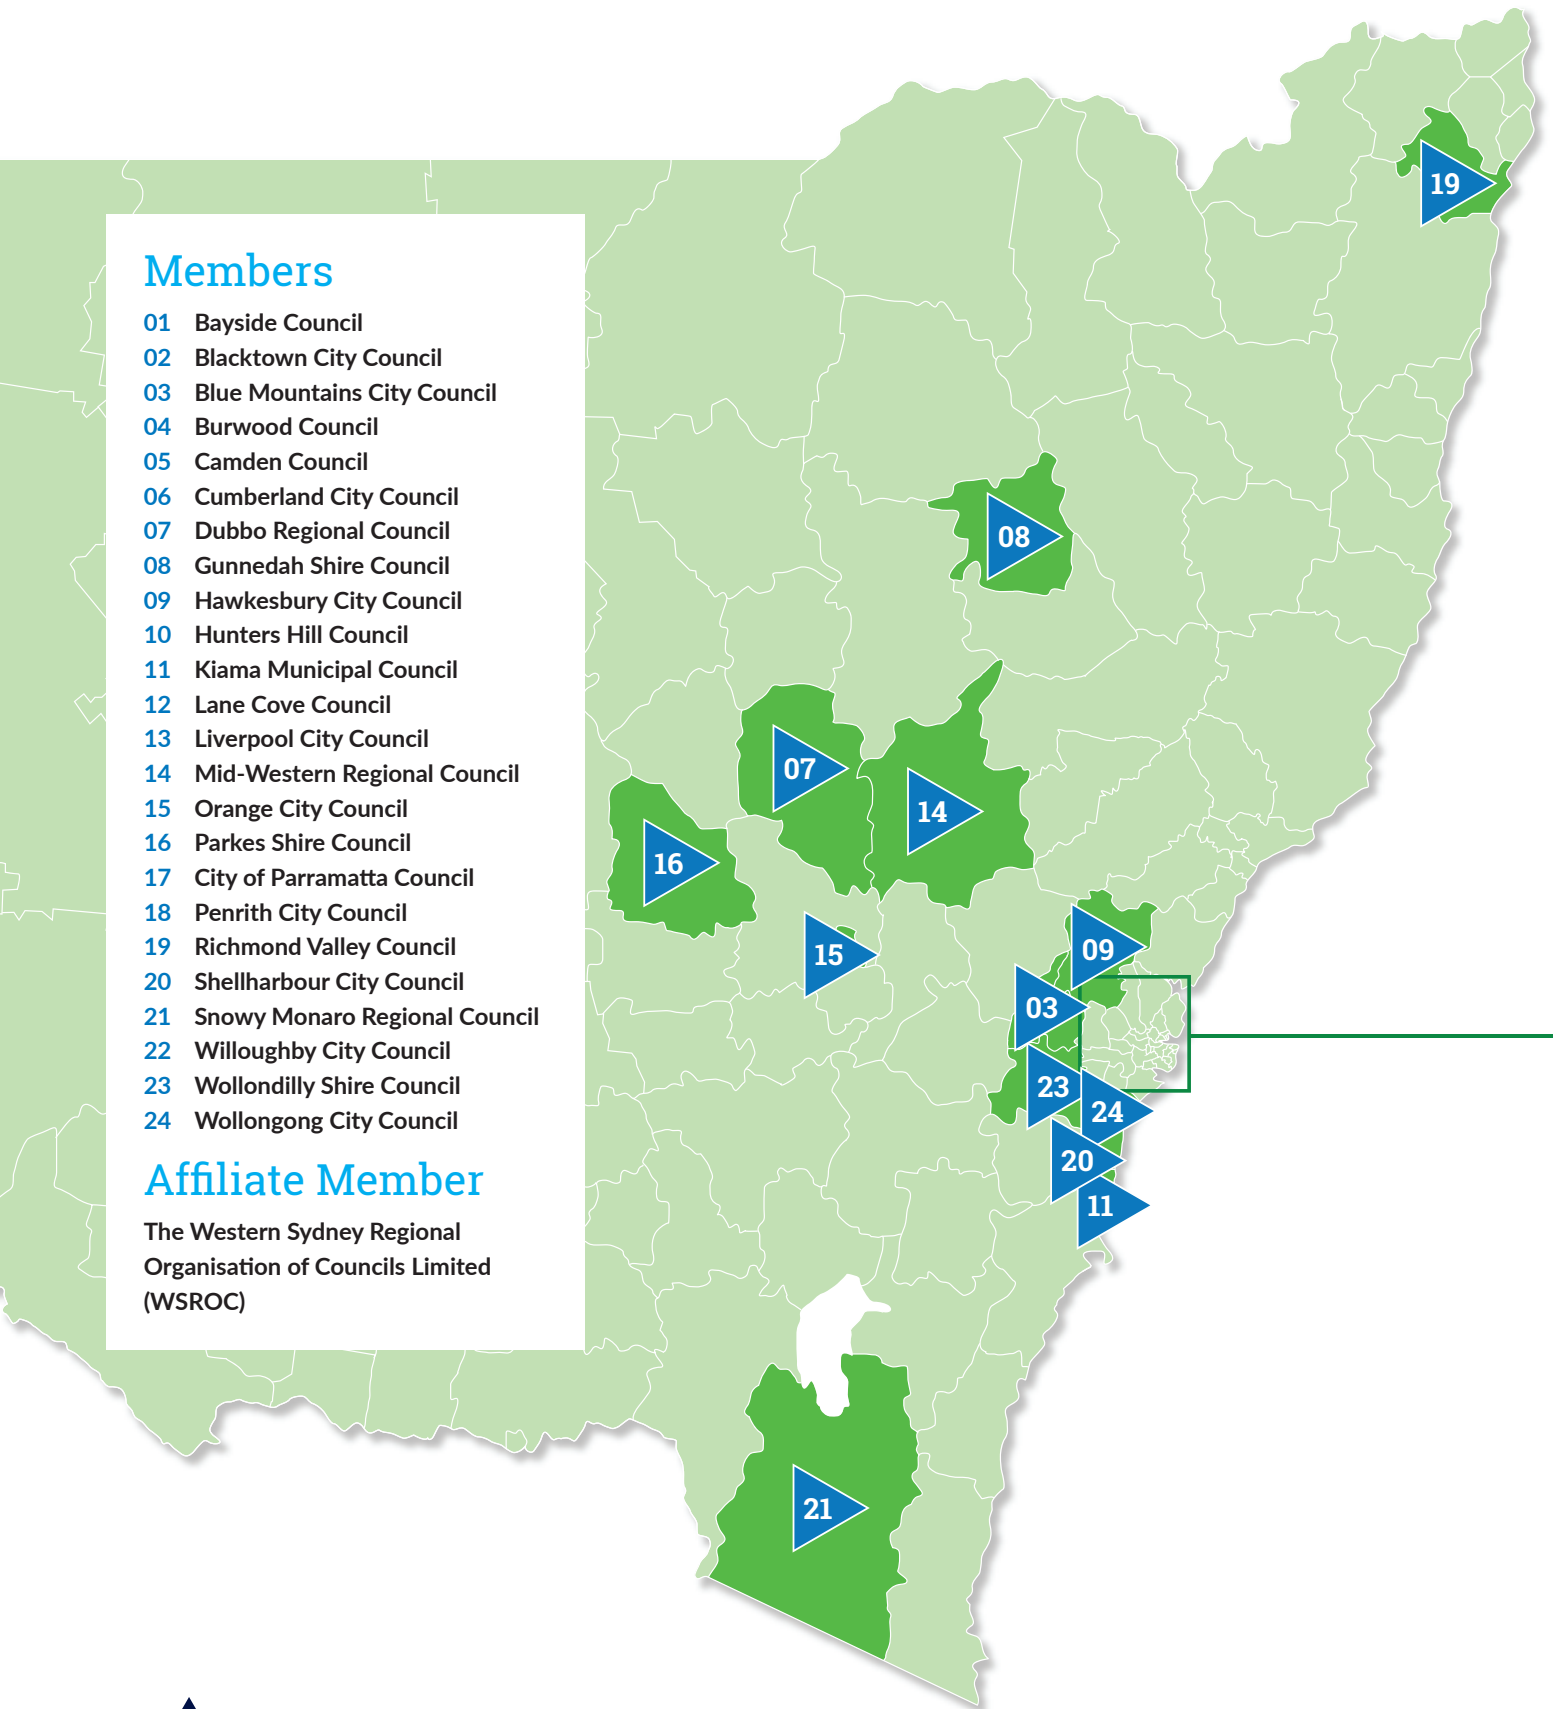 Members
01 Bayside Council
02 Blacktown City Council
03 Blue Mountains City Council
04 Burwood Council
05 Camden Council
06 Cumberland City Council
07 Dubbo Regional Council
08 Gunnedah Shire Council
09 Hawkesbury City Council
10 Hunters Hill Council
11 Kiama Municipal Council
12 Lane Cove Council
13 Liverpool City Council
14 Mid-Western Regional Council
15 Orange City Council
16 Parkes Shire Council
17 City of Parramatta Council
18 Penrith City Council
19 Richmond Valley Council
20 Shellharbour City Council
21 Snowy Monaro Regional Council
22 Willoughby City Council
23 Wollondilly Shire Council
24 Wollongong City Council
Affiliate Member
The Western Sydney Regional
Organisation of Councils Limited
(WSROC)
19
08
07
14
16
15
09
03
23
24
20
11
21